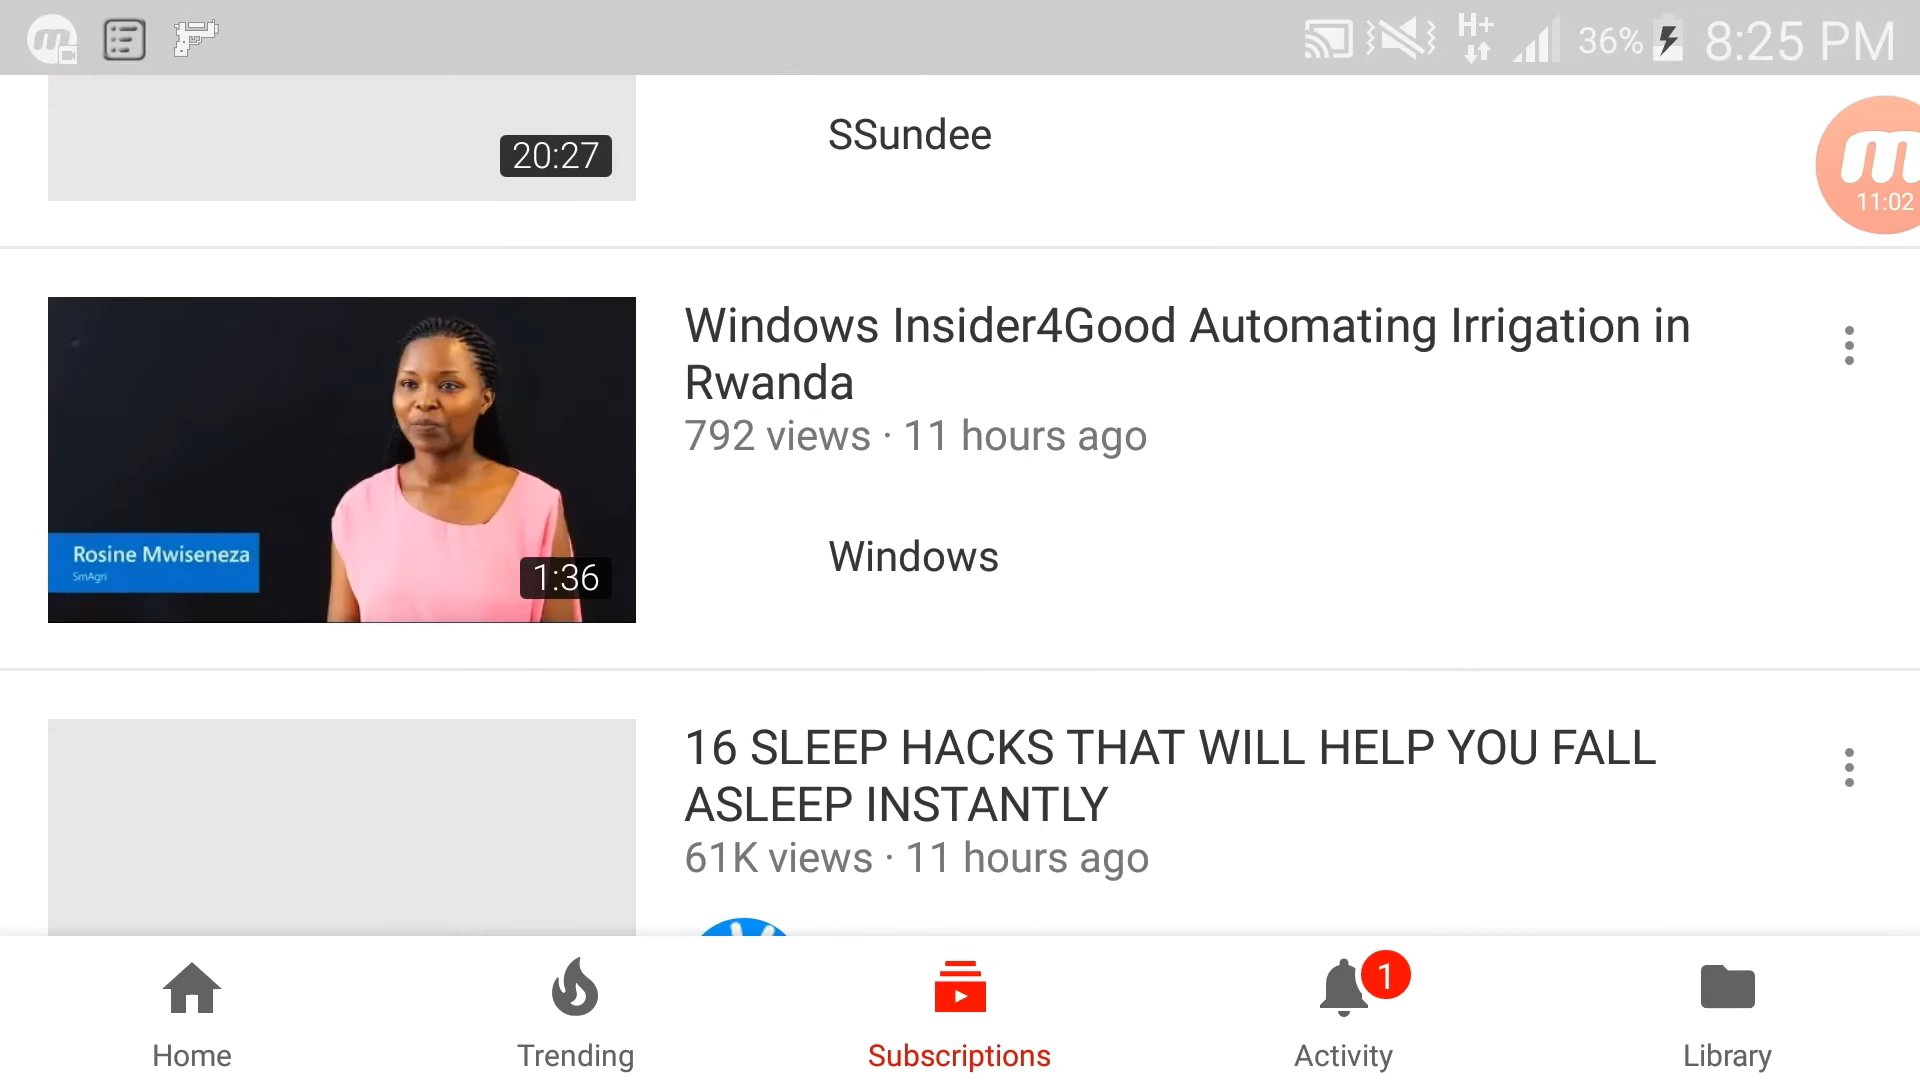 H+ 36% 8:25 PM
20:27
SSundee
m
11:02
Windows Insider4Good Automating Irrigation in
Rwanda
792 views · 11 hours ago
Windows
Rosine Mwiseneza
SmAgri
1:36
16 SLEEP HACKS THAT WILL HELP YOU FALL
ASLEEP INSTANTLY
61K views · 11 hours ago
1
Home Trending Subscriptions Activity Library